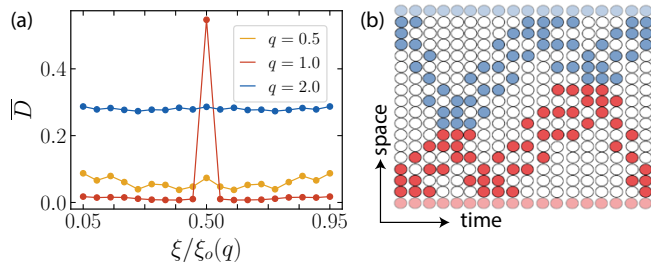 (a)
q = 0.5
q = 1.0
q = 2.0
0.4
0.2
0.0
D̅
0.05
0.50
0.95
ξ/ξₒ(q)
(b)
space
time